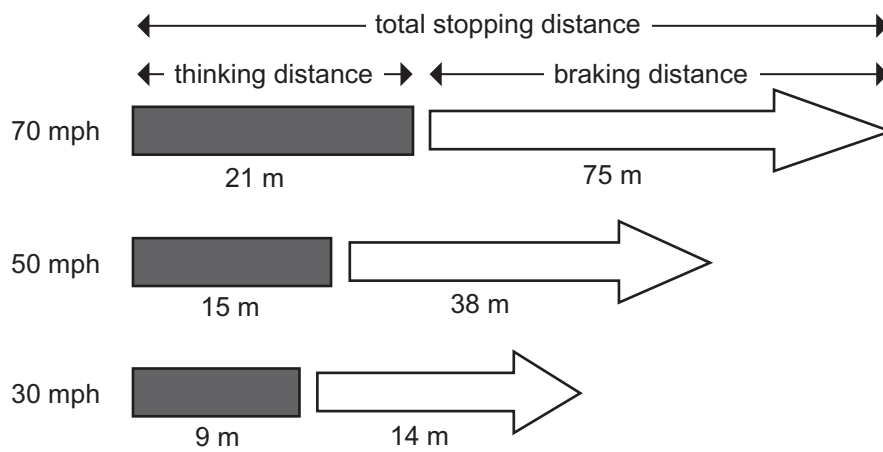 total stopping distance
thinking distance braking distance
70 mph
21 m 75 m
50 mph
15 m 38 m
30 mph
9 m 14 m